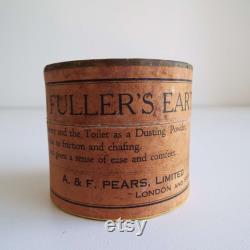 FULLER'S EAR
and the Toilet as a Dusting Powder,
to friction and chafing.
and gives a sense of ease and comfort.
A. & F. PEARS, LIMITED
LONDON AND
Etsy